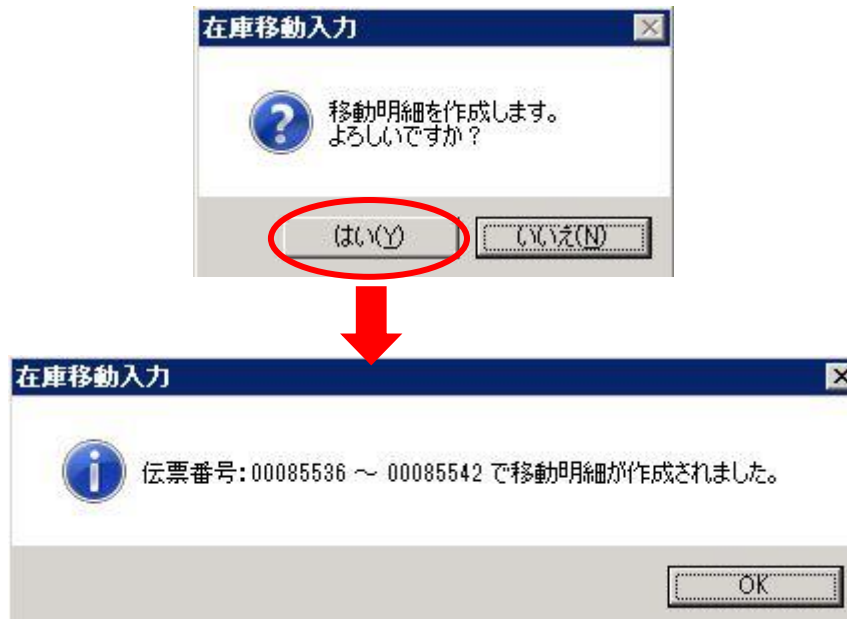 在庫移動入力
移動明細を作成します。
よろしいですか？
はい(Y)
いいえ(N)
在庫移動入力
伝票番号:00085536 ～ 00085542 で移動明細が作成されました。
OK